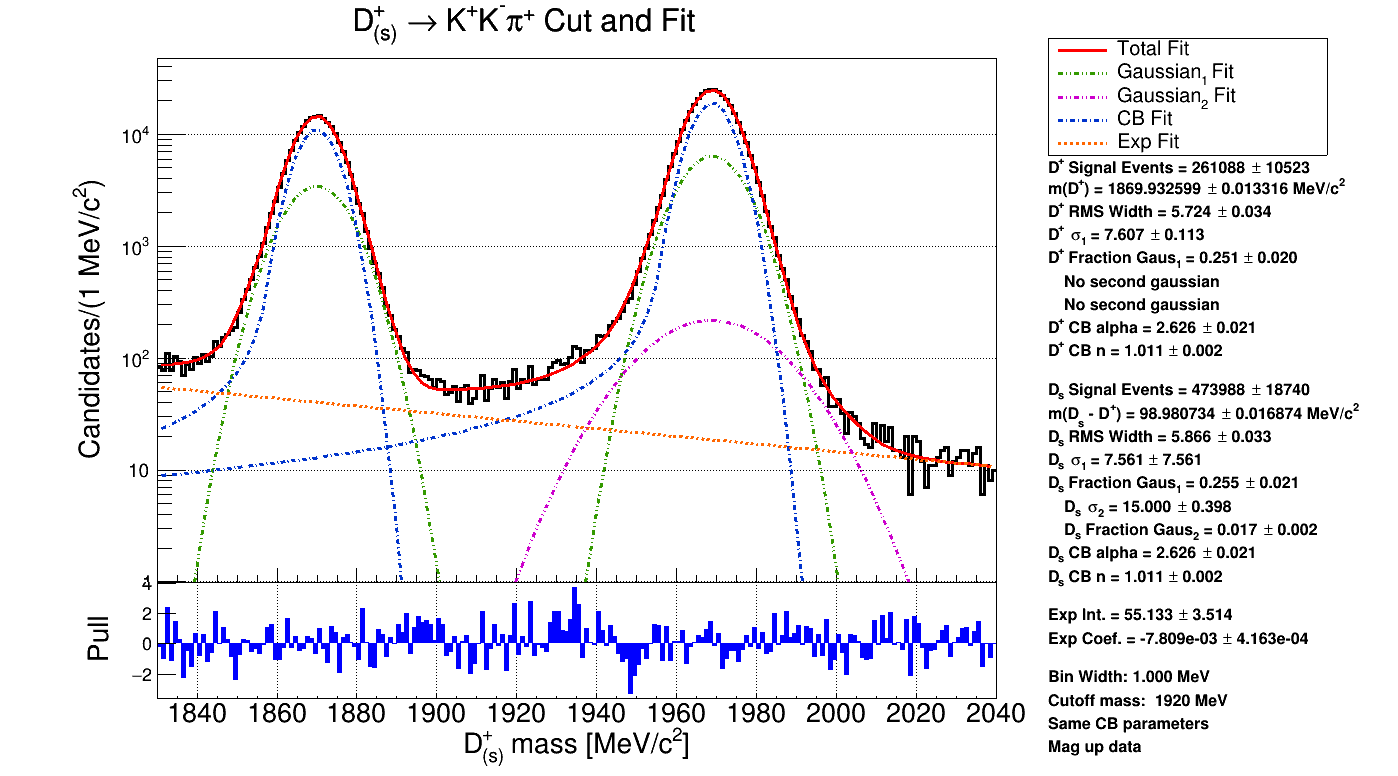 D⁺₍ₛ₎ → K⁺K⁻π⁺ Cut and Fit
Candidates/(1 MeV/c²)
10⁴
10³
10²
10
1
Total Fit
Gaussian₁ Fit
Gaussian₂ Fit
CB Fit
Exp Fit
D⁺ Signal Events = 261088 ± 10523
m(D⁺) = 1869.932599 ± 0.013316 MeV/c²
D⁺ RMS Width = 5.724 ± 0.034
D⁺ σ₁ = 7.607 ± 0.113
D⁺ Fraction Gaus₁ = 0.251 ± 0.020
No second gaussian
No second gaussian
D⁺ CB alpha = 2.626 ± 0.021
D⁺ CB n = 1.011 ± 0.002
Dₛ Signal Events = 473988 ± 18740
m(Dₛ - D⁺) = 98.980734 ± 0.016874 MeV/c²
Dₛ RMS Width = 5.866 ± 0.033
Dₛ σ₁ = 7.561 ± 7.561
Dₛ Fraction Gaus₁ = 0.255 ± 0.021
Dₛ σ₂ = 15.000 ± 0.398
Dₛ Fraction Gaus₂ = 0.017 ± 0.002
Dₛ CB alpha = 2.626 ± 0.021
Dₛ CB n = 1.011 ± 0.002
Exp Int. = 55.133 ± 3.514
Exp Coef. = -7.809e-03 ± 4.163e-04
Bin Width: 1.000 MeV
Cutoff mass: 1920 MeV
Same CB parameters
Mag up data
Pull
4
2
0
−2
1840 1860 1880 1900 1920 1940 1960 1980 2000 2020 2040
D⁺₍ₛ₎ mass [MeV/c²]